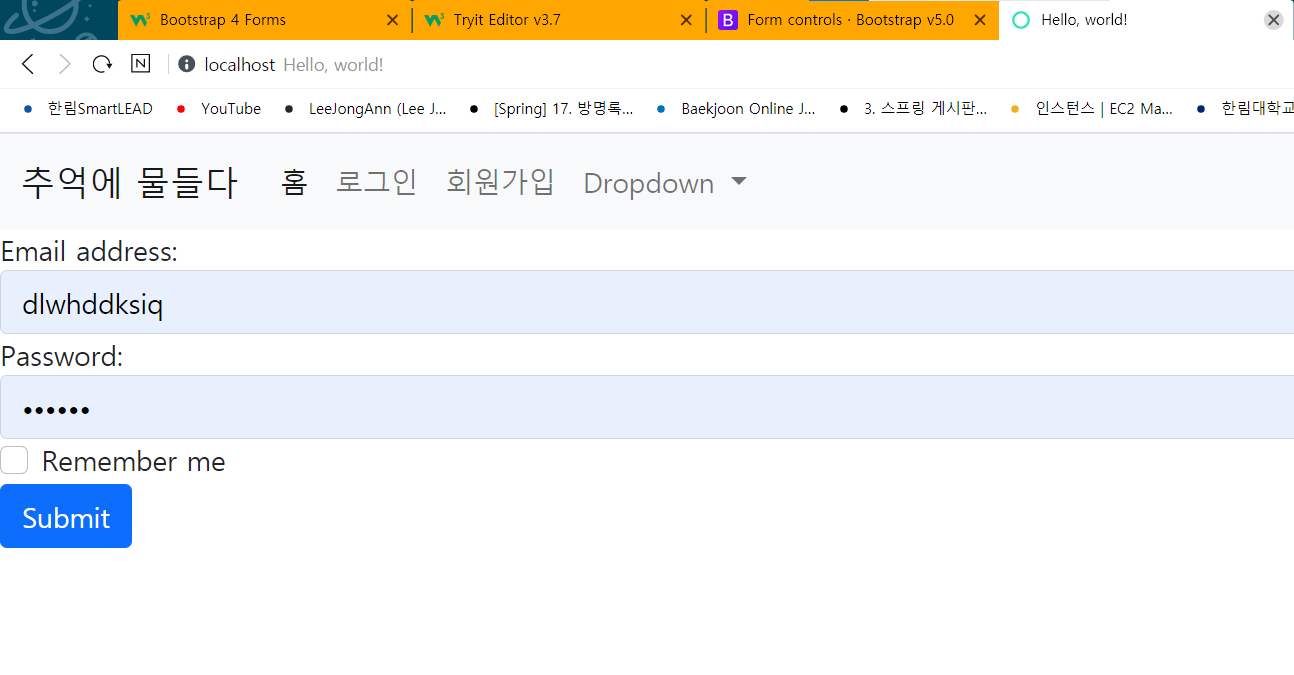 Bootstrap 4 Forms Tryit Editor v3.7 Form controls · Bootstrap v5.0 Hello, world!
localhost Hello, world!
한림SmartLEAD YouTube LeeJongAnn (Lee J... [Spring] 17. 방명록... Baekjoon Online J... 3. 스프링 게시판... 인스턴스 | EC2 Ma... 한림대학교
추억에 물들다 홈 로그인 회원가입 Dropdown
Email address:
dlwhddksiq
Password:
••••••
Remember me
Submit